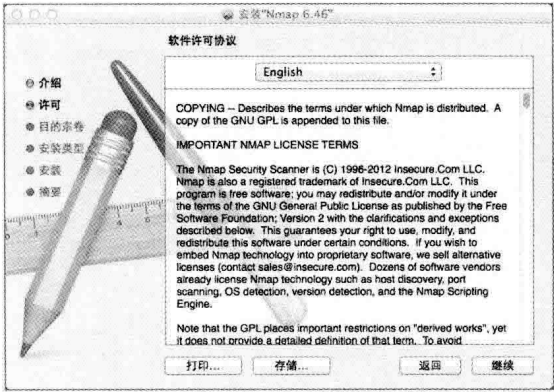 安装"Nmap 6.46"
软件许可协议
English
介绍
许可
目的宗卷
安装类型
安装
摘要
COPYING -- Describes the terms under which Nmap is distributed. A
copy of the GNU GPL is appended to this file.
IMPORTANT NMAP LICENSE TERMS
The Nmap Security Scanner is (C) 1996-2012 Insecure.Com LLC.
Nmap is also a registered trademark of Insecure.Com LLC. This
program is free software; you may redistribute and/or modify it under
the terms of the GNU General Public License as published by the Free
Software Foundation; Version 2 with the clarifications and exceptions
described below. This guarantees your right to use, modify, and
redistribute this software under certain conditions. If you wish to
embed Nmap technology into proprietary software, we sell alternative
licenses (contact sales@insecure.com). Dozens of software vendors
already license Nmap technology such as host discovery, port
scanning, OS detection, version detection, and the Nmap Scripting
Engine.
Note that the GPL places important restrictions on "derived works", yet
it does not provide a detailed definition of that term. To avoid
打印...
存储...
返回
继续